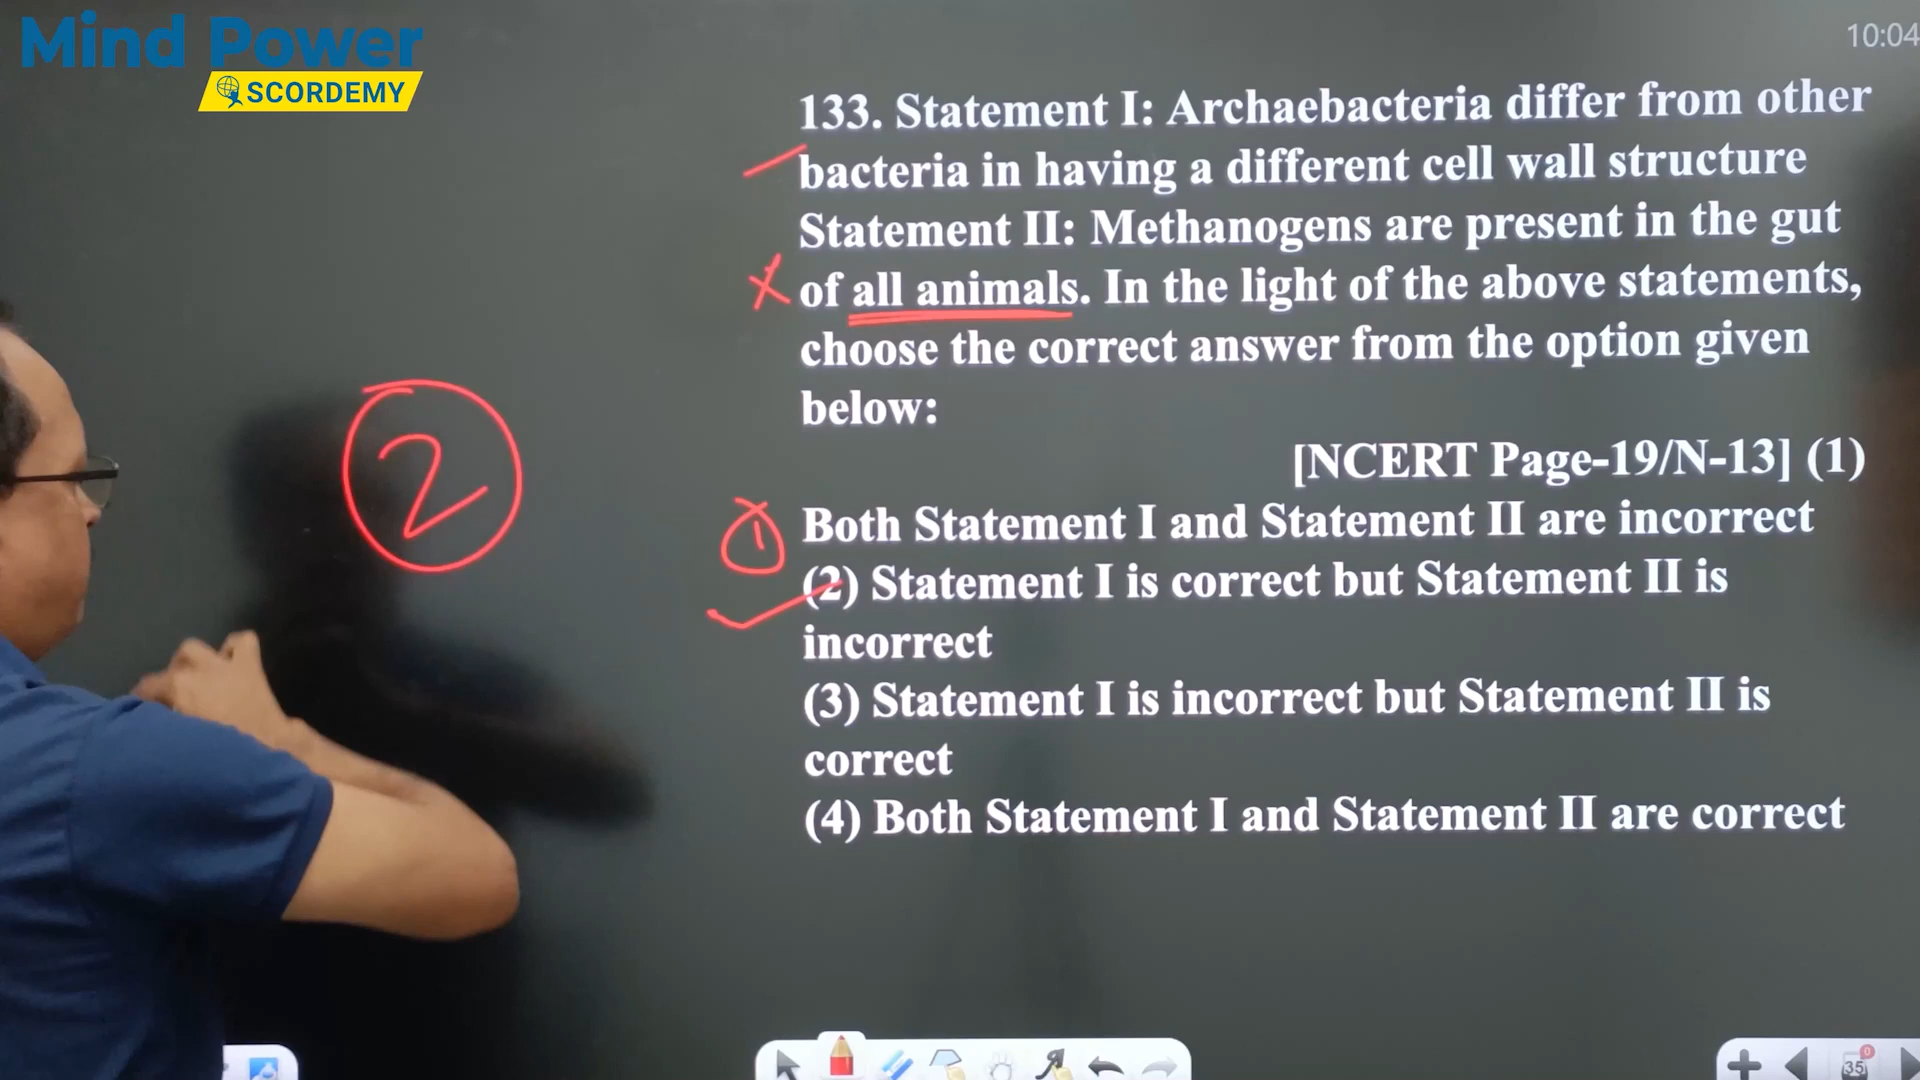 Mind Power
SCORDEMY
10:04
133. Statement I: Archaebacteria differ from other
bacteria in having a different cell wall structure
Statement II: Methanogens are present in the gut
of all animals. In the light of the above statements,
choose the correct answer from the option given
below:
[NCERT Page-19/N-13] (1)
2
1
Both Statement I and Statement II are incorrect
(2) Statement I is correct but Statement II is
incorrect
(3) Statement I is incorrect but Statement II is
correct
(4) Both Statement I and Statement II are correct
35
0